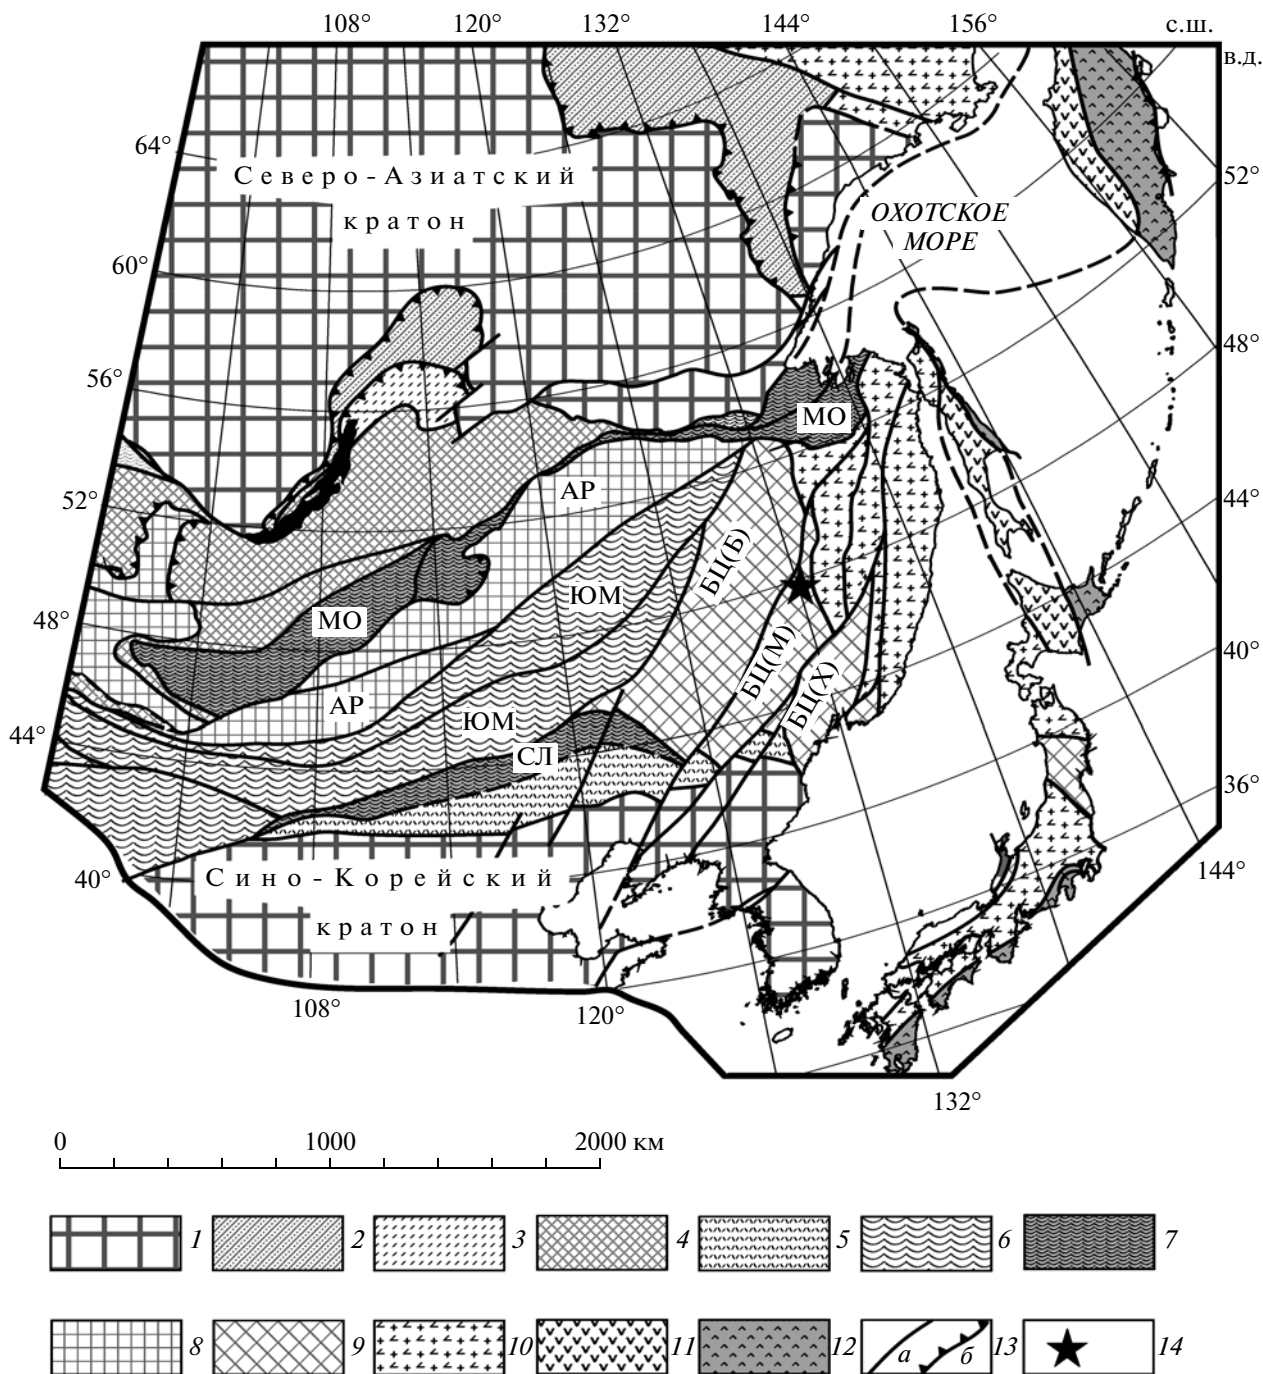 108° 120° 132° 144° 156° с.ш.
в.д.
64°
Северо-Азиатский
52°
кратон
ОХОТСКОЕ
МОРЕ
60°
48°
56°
МО
52°
АР
44°
БЦ(Б)
ЮМ
48°
МО
40°
БЦ(М)
БЦ(Х)
АР
ЮМ
44°
СЛ
36°
40°
Сино-Корейский
144°
кратон
108°
120°
132°
0 1000 2000 км
1 2 3 4 5 6 7
8 9 10 11 12 а б 13 14